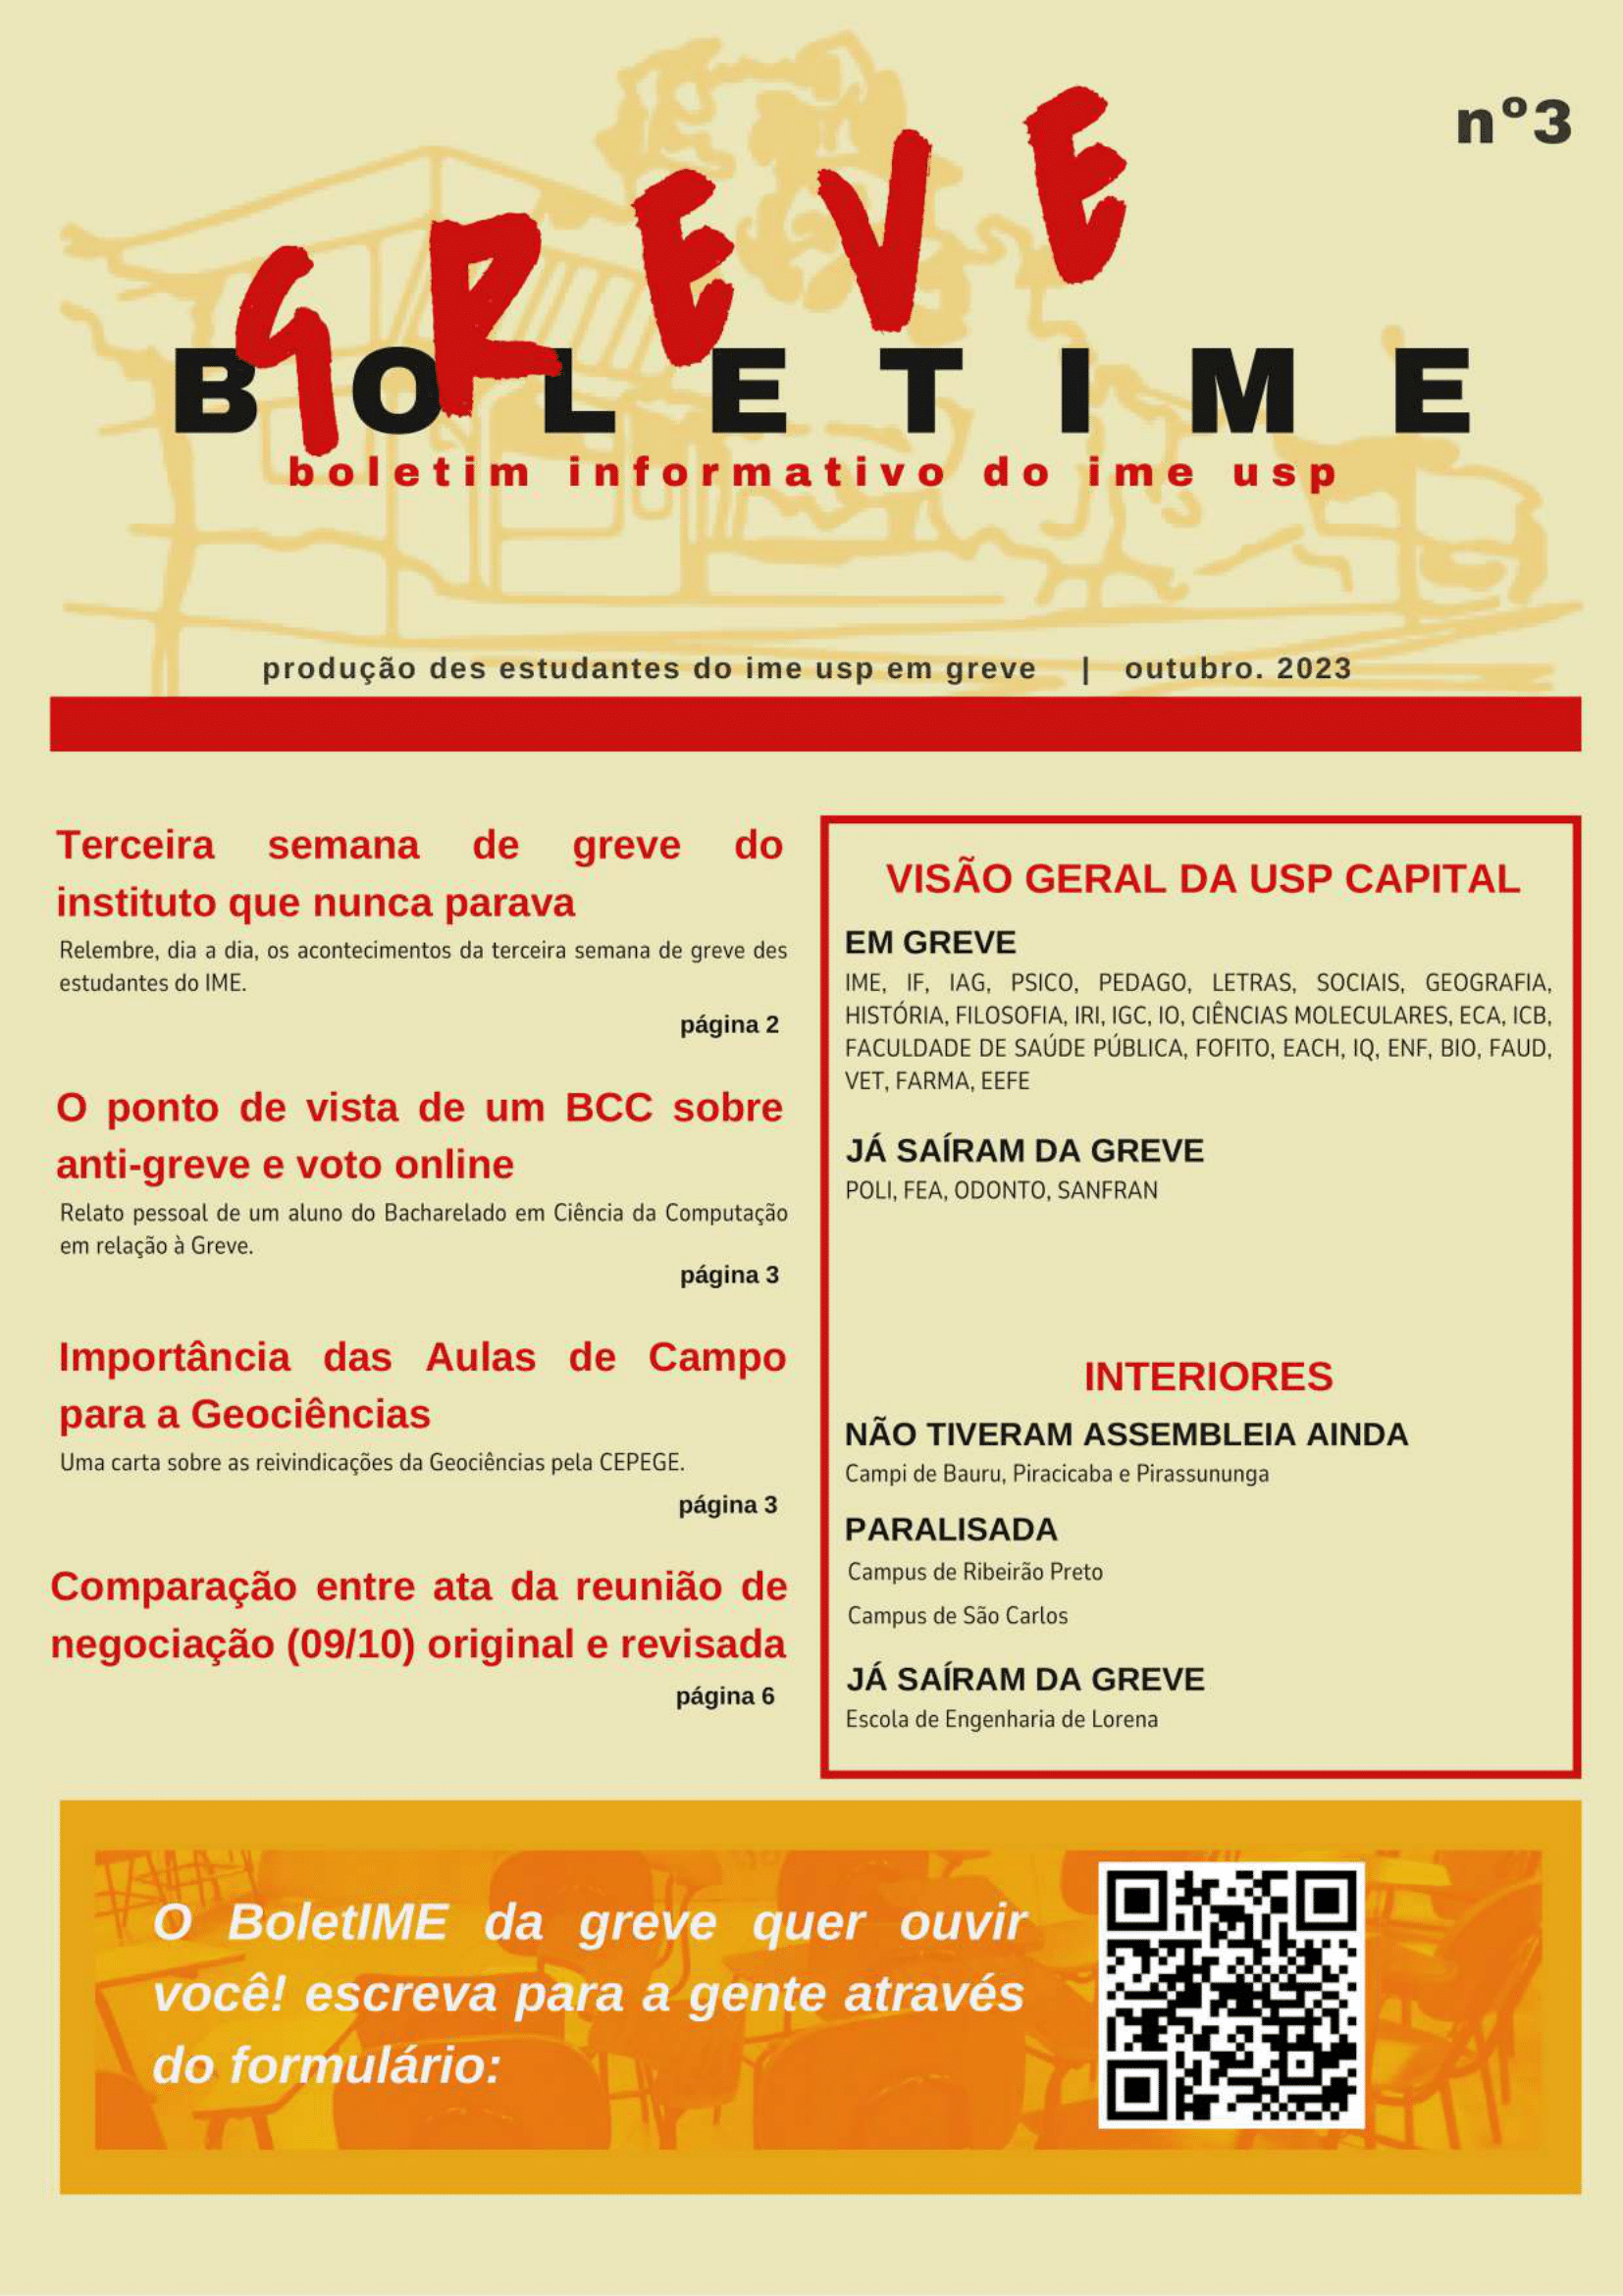 nº3
GREVE
BOLETIME
boletim informativo do ime usp
produção des estudantes do ime usp em greve | outubro. 2023
Terceira semana de greve do
instituto que nunca parava
Relembre, dia a dia, os acontecimentos da terceira semana de greve des
estudantes do IME.
página 2
O ponto de vista de um BCC sobre
anti-greve e voto online
Relato pessoal de um aluno do Bacharelado em Ciência da Computação
em relação à Greve.
página 3
Importância das Aulas de Campo
para a Geociências
Uma carta sobre as reivindicações da Geociências pela CEPEGE.
página 3
Comparação entre ata da reunião de
negociação (09/10) original e revisada
página 6
VISÃO GERAL DA USP CAPITAL
EM GREVE
IME, IF, IAG, PSICO, PEDAGO, LETRAS, SOCIAIS, GEOGRAFIA,
HISTÓRIA, FILOSOFIA, IRI, IGC, IO, CIÊNCIAS MOLECULARES, ECA, ICB,
FACULDADE DE SAÚDE PÚBLICA, FOFITO, EACH, IQ, ENF, BIO, FAUD,
VET, FARMA, EEFE
JÁ SAÍRAM DA GREVE
POLI, FEA, ODONTO, SANFRAN
INTERIORES
NÃO TIVERAM ASSEMBLEIA AINDA
Campi de Bauru, Piracicaba e Pirassununga
PARALISADA
Campus de Ribeirão Preto
Campus de São Carlos
JÁ SAÍRAM DA GREVE
Escola de Engenharia de Lorena
O BoletIME da greve quer ouvir
você! escreva para a gente através
do formulário: